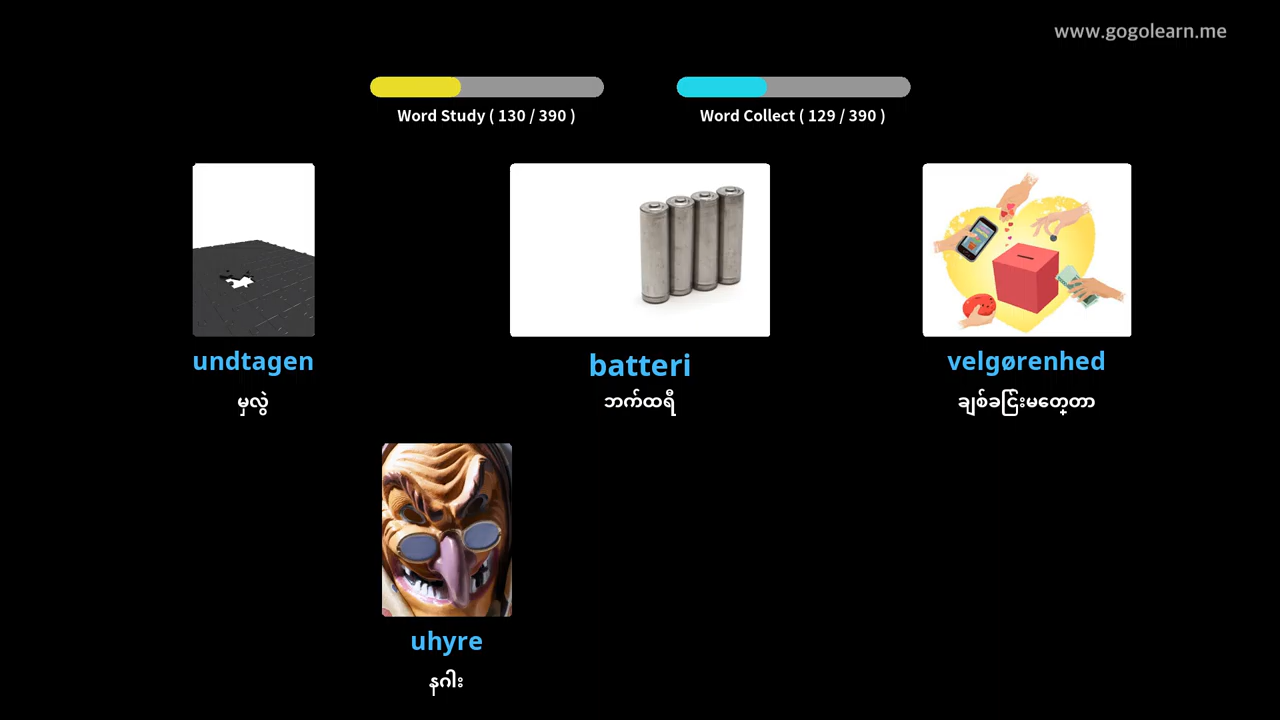 www.gogolearn.me
Word Study ( 130 / 390 )
Word Collect ( 129 / 390 )
undtagen
မှလွဲ
batteri
ဘက်ထရီ
velgørenhed
ချစ်ခင်ြးမေတ္တာ
uhyre
နဂါး